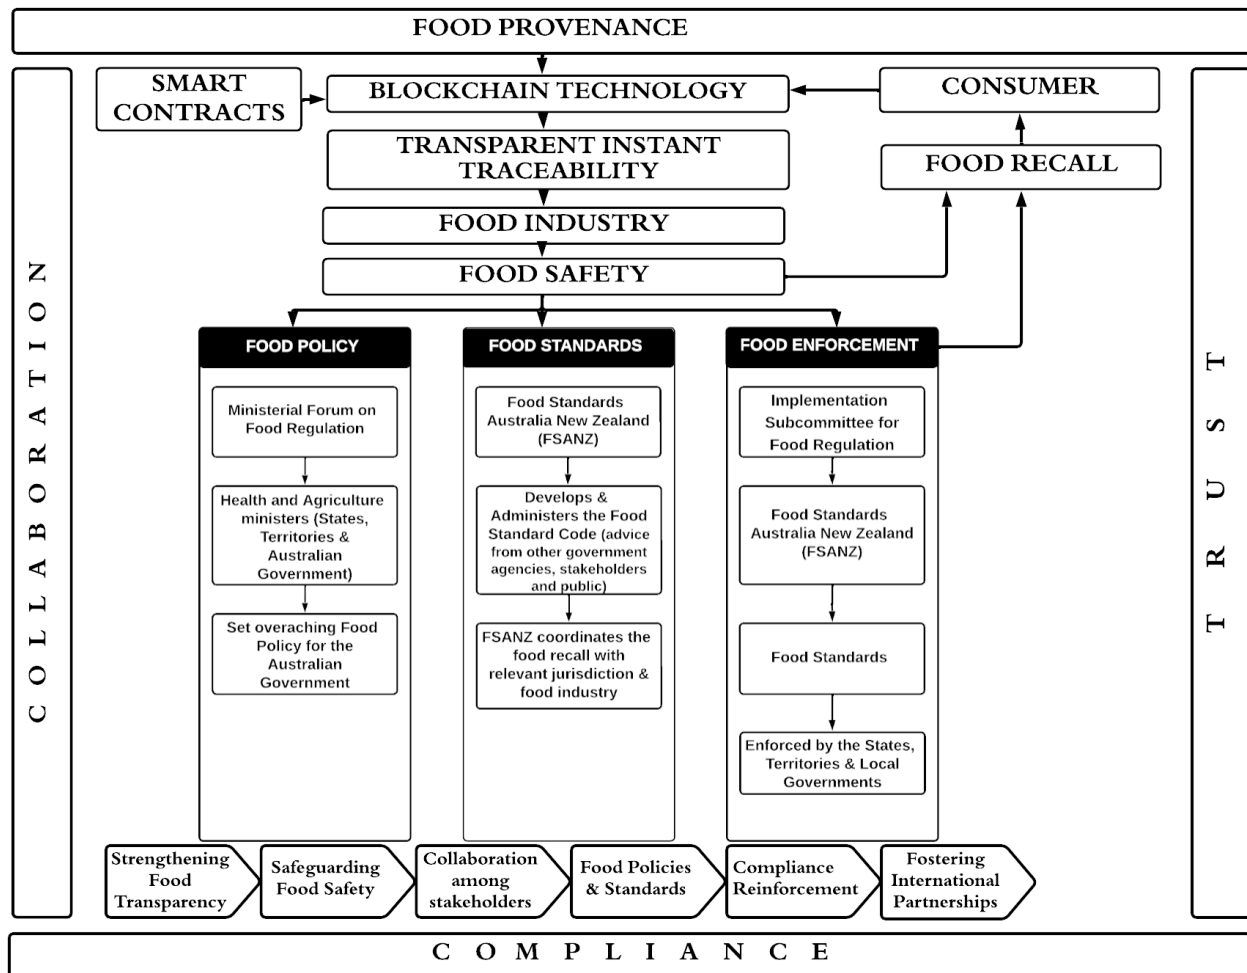 FOOD PROVENANCE
SMART
CONTRACTS
BLOCKCHAIN TECHNOLOGY
CONSUMER
TRANSPARENT INSTANT
TRACEABILITY
FOOD RECALL
FOOD INDUSTRY
FOOD SAFETY
COLLABORATION
TRUST
FOOD POLICY
Ministerial Forum on
Food Regulation
Health and Agriculture
ministers (States,
Territories &
Australian
Government)
Set overaching Food
Policy for the
Australian
Government
FOOD STANDARDS
Food Standards
Australia New Zealand
(FSANZ)
Develops &
Administers the Food
Standard Code (advice
from other government
agencies, stakeholders
and public)
FSANZ coordinates the
food recall with
relevant jurisdiction &
food industry
FOOD ENFORCEMENT
Implementation
Subcommittee for
Food Regulation
Food Standards
Australia New Zealand
(FSANZ)
Food Standards
Enforced by the States,
Territories & Local
Governments
Strengthening
Food
Transparency
Safeguarding
Food Safety
Collaboration
among
stakeholders
Food Policies
& Standards
Compliance
Reinforcement
Fostering
International
Partnerships
COMPLIANCE